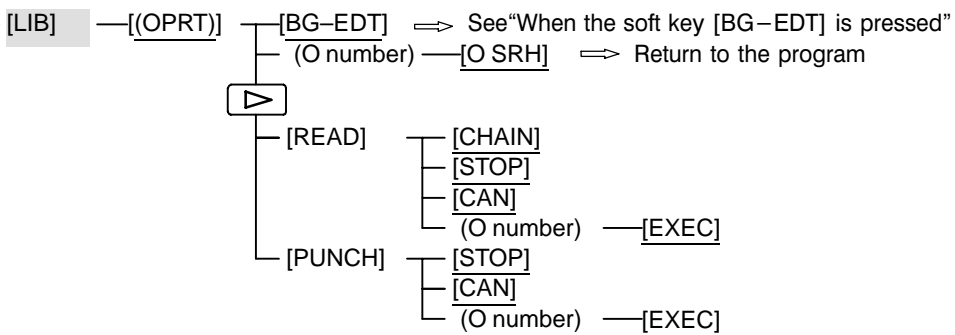 [LIB] [(OPRT)] [BG–EDT] See“When the soft key [BG–EDT] is pressed”
(O number) [O SRH] Return to the program
[READ] [CHAIN]
[STOP]
[CAN]
(O number) [EXEC]
[PUNCH] [STOP]
[CAN]
(O number) [EXEC]